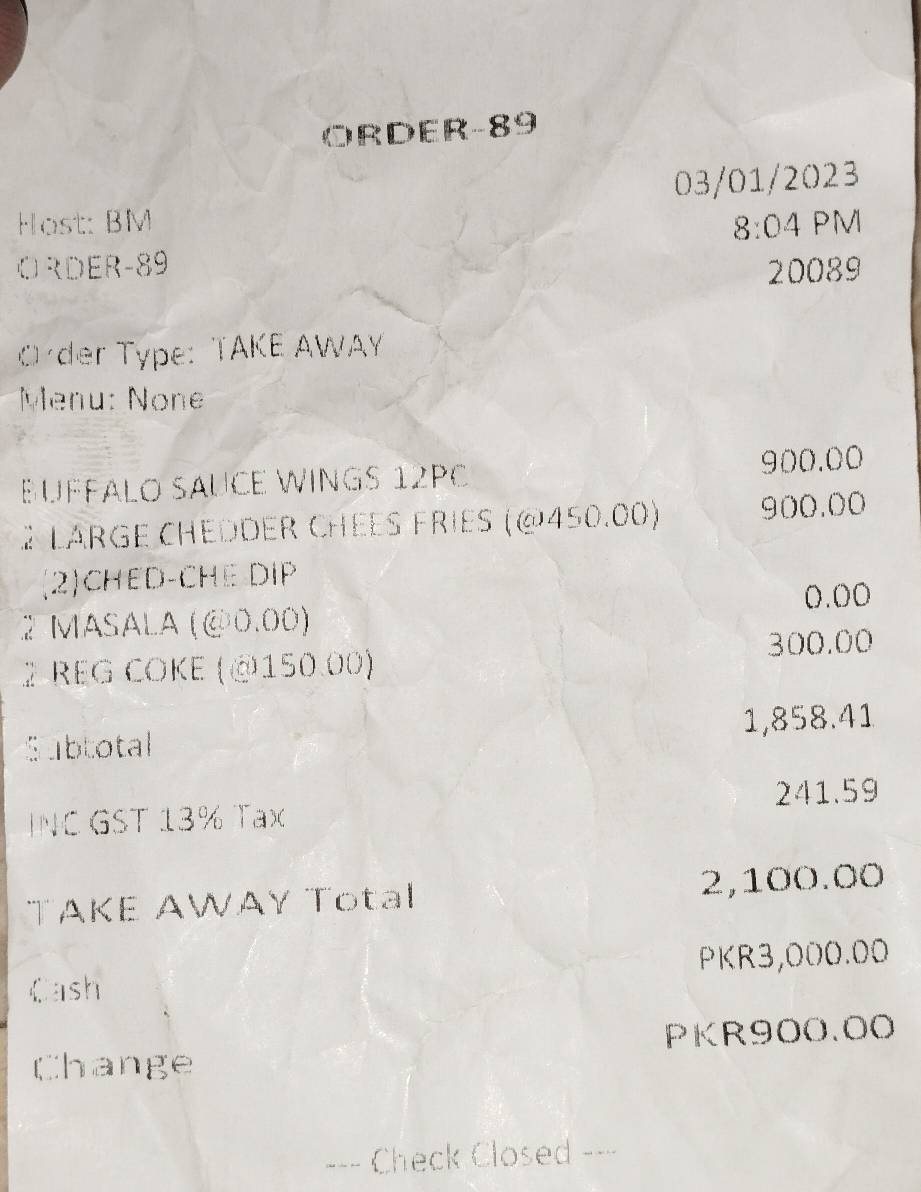 ORDER-89
03/01/2023
Host: BM 8:04 PM
ORDER-89 20089
Order Type: TAKE AWAY
Menu: None
BUFFALO SAUCE WINGS 12PC 900.00
2 LARGE CHEDDER CHEES FRIES (@450.00) 900.00
(2)CHED-CHE DIP
2 MASALA (@0.00) 0.00
2 REG COKE (@150.00) 300.00
Subtotal 1,858.41
INC GST 13% Tax 241.59
TAKE AWAY Total 2,100.00
Cash PKR3,000.00
Change PKR900.00
--- Check Closed ---